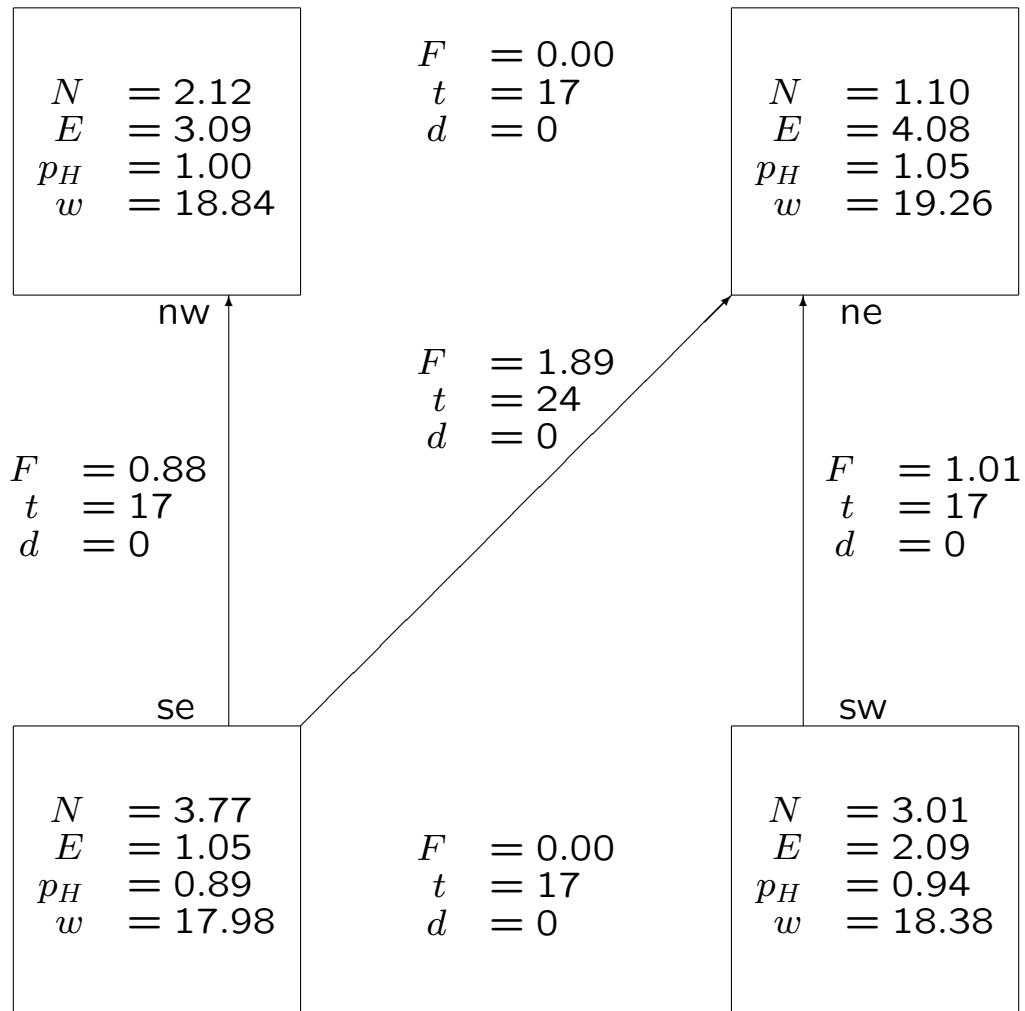 N = 2.12
E = 3.09
p_H = 1.00
w = 18.84
F = 0.00
t = 17
d = 0
N = 1.10
E = 4.08
p_H = 1.05
w = 19.26
nw
ne
F = 0.88
t = 17
d = 0
F = 1.89
t = 24
d = 0
F = 1.01
t = 17
d = 0
se
sw
N = 3.77
E = 1.05
p_H = 0.89
w = 17.98
F = 0.00
t = 17
d = 0
N = 3.01
E = 2.09
p_H = 0.94
w = 18.38